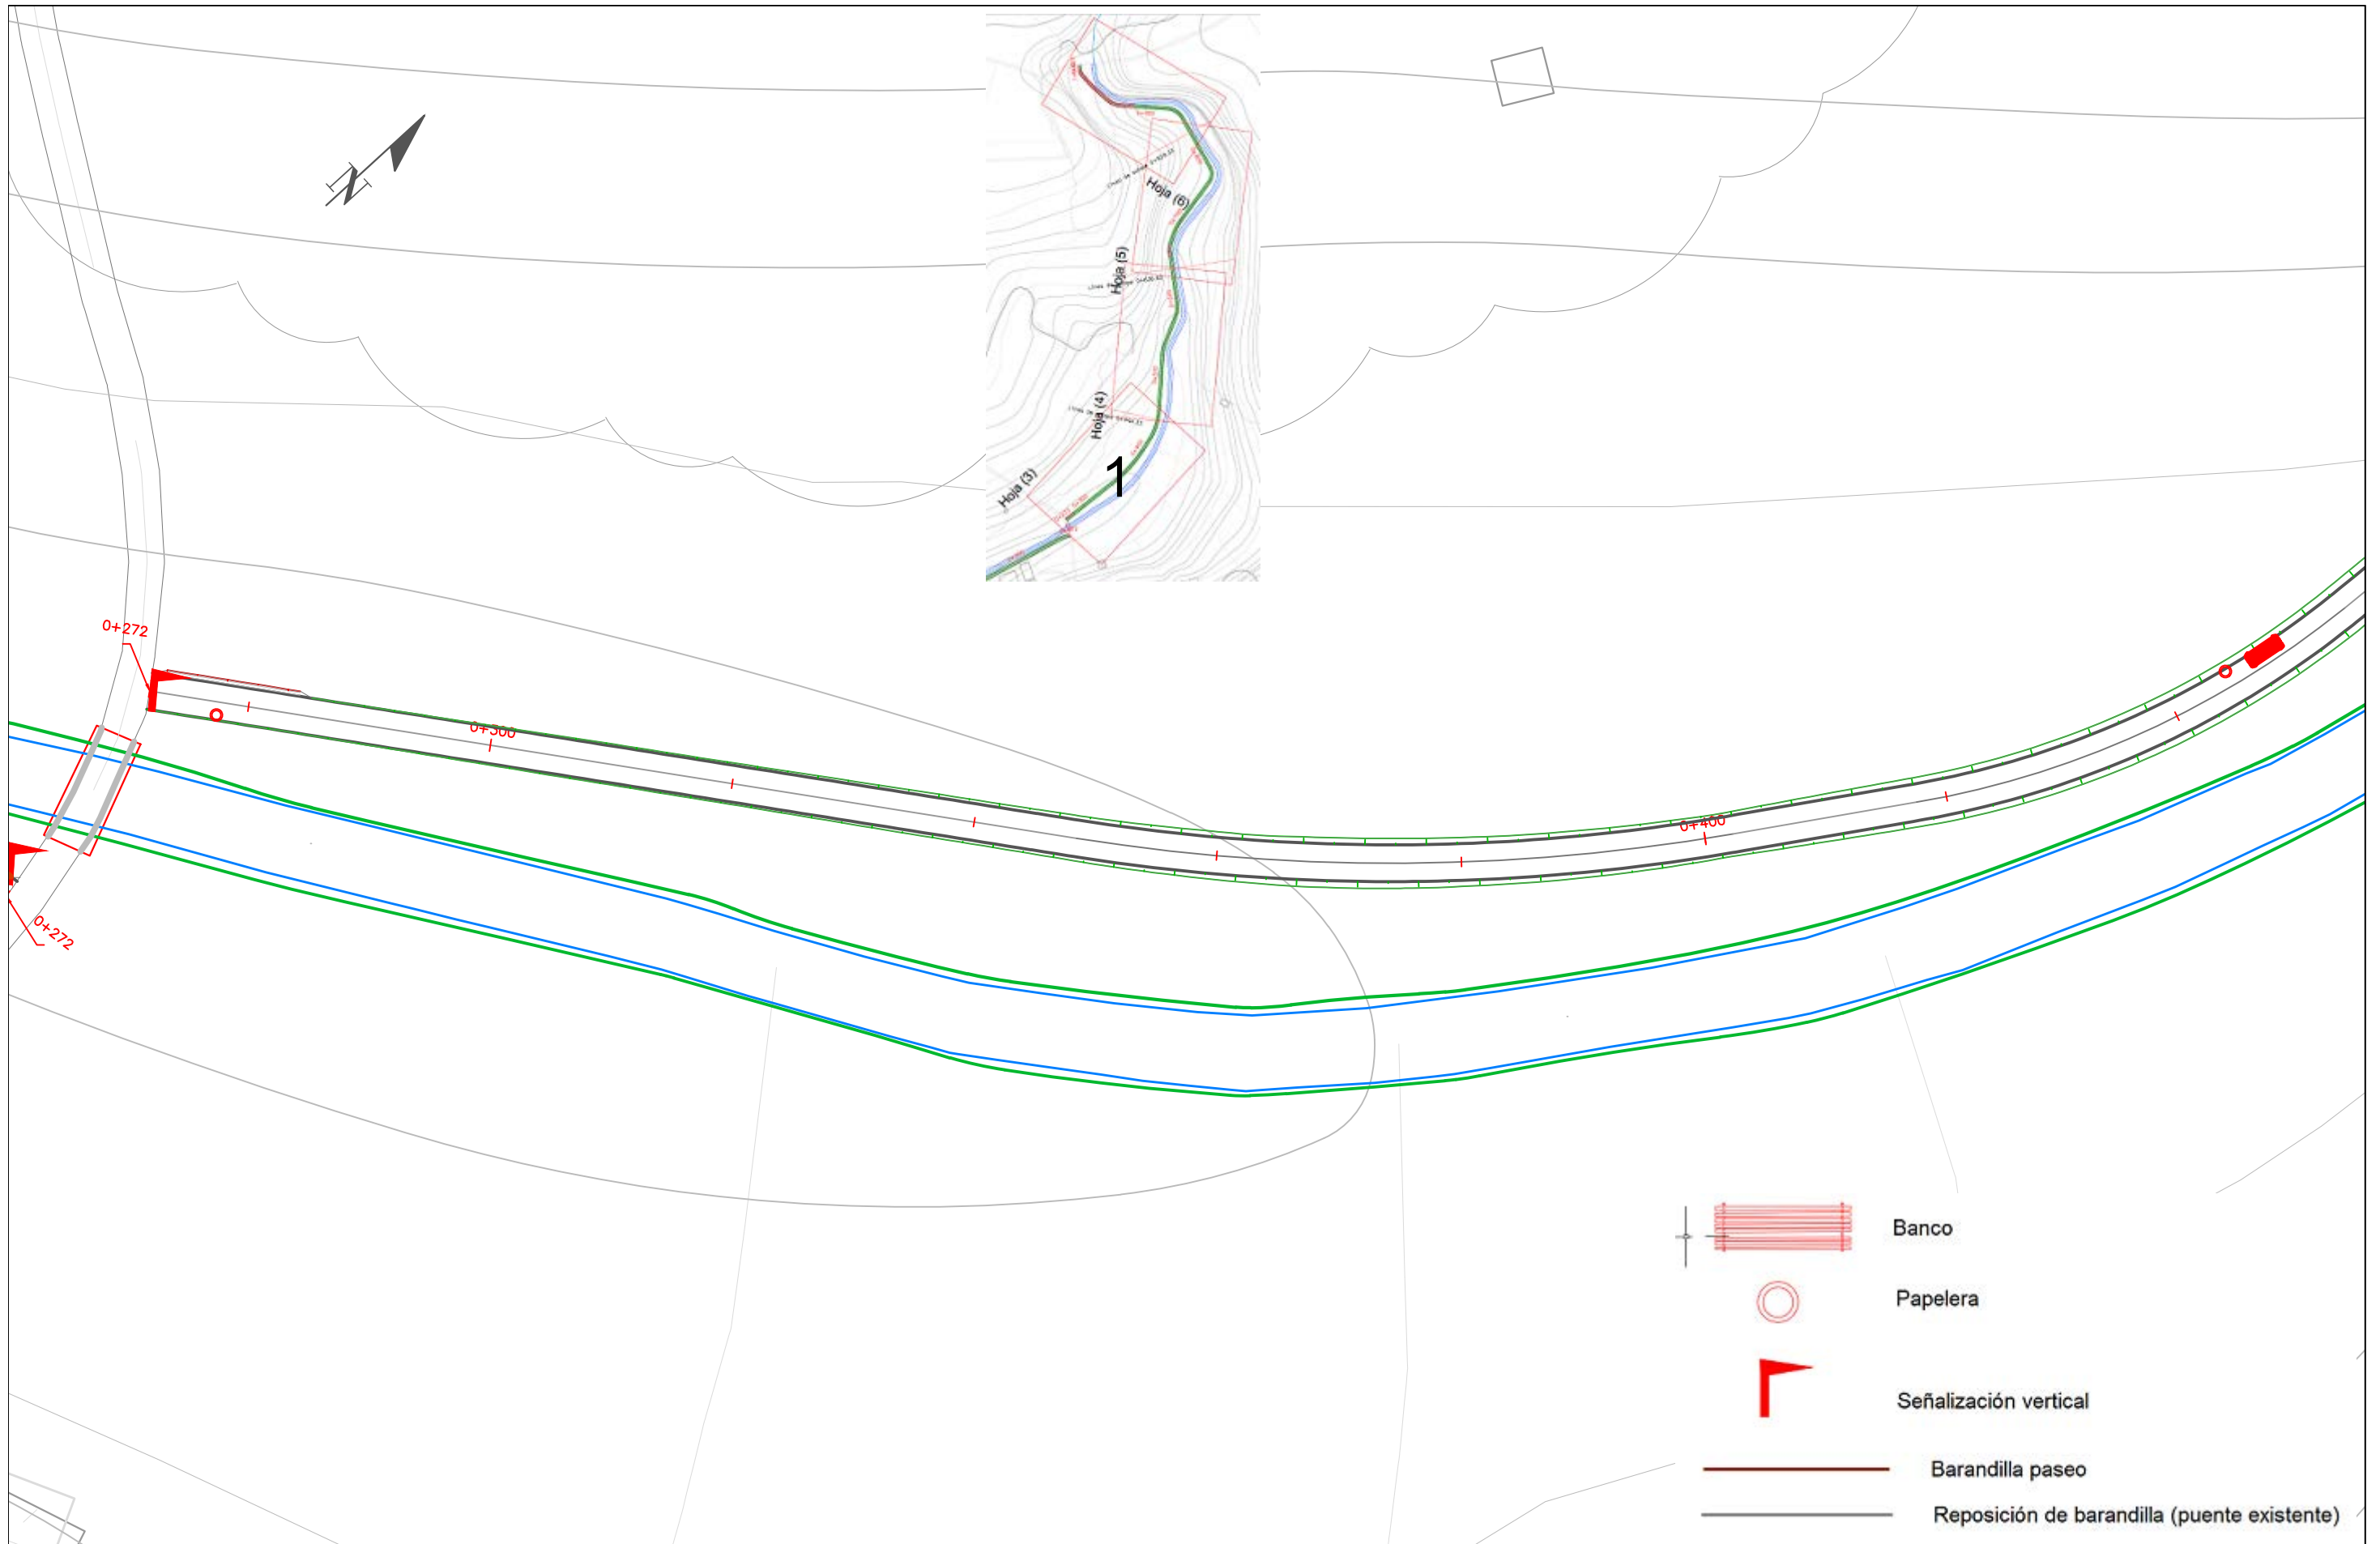 N
Hoja (6)
Hoja (5)
Hoja (4)
Hoja (3)
1
0+272
0+300
0+400
0+272
Banco
Papelera
Señalización vertical
Barandilla paseo
Reposición de barandilla (puente existente)